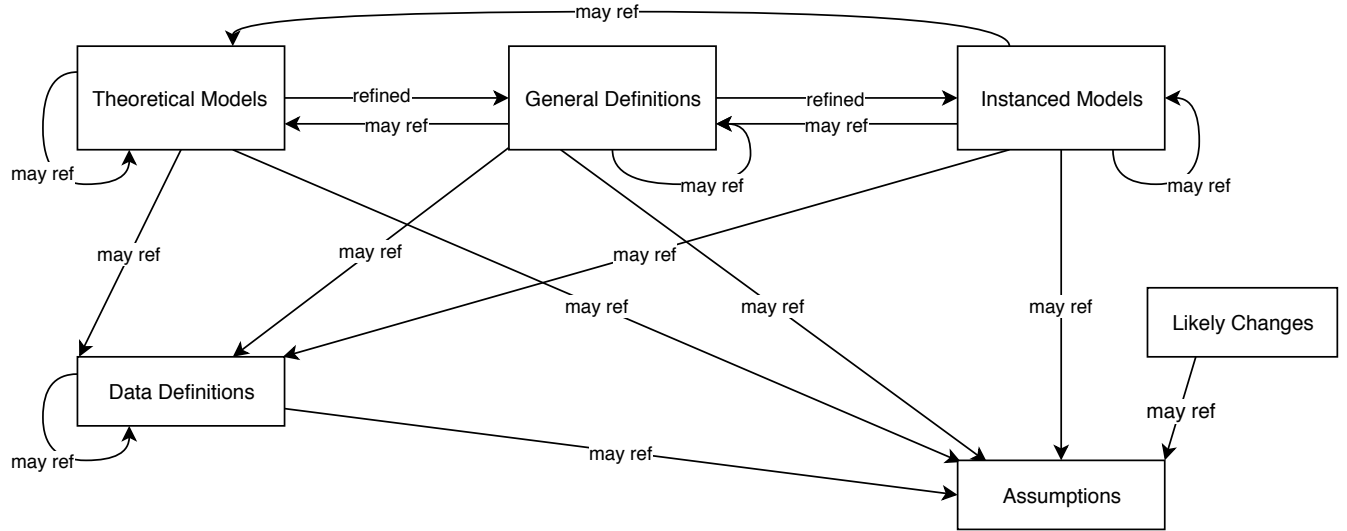 may ref
Theoretical Models
refined
General Definitions
refined
Instanced Models
may ref
may ref
may ref
may ref
may ref
may ref
may ref
may ref
may ref
may ref
may ref
Likely Changes
Data Definitions
may ref
may ref
may ref
Assumptions